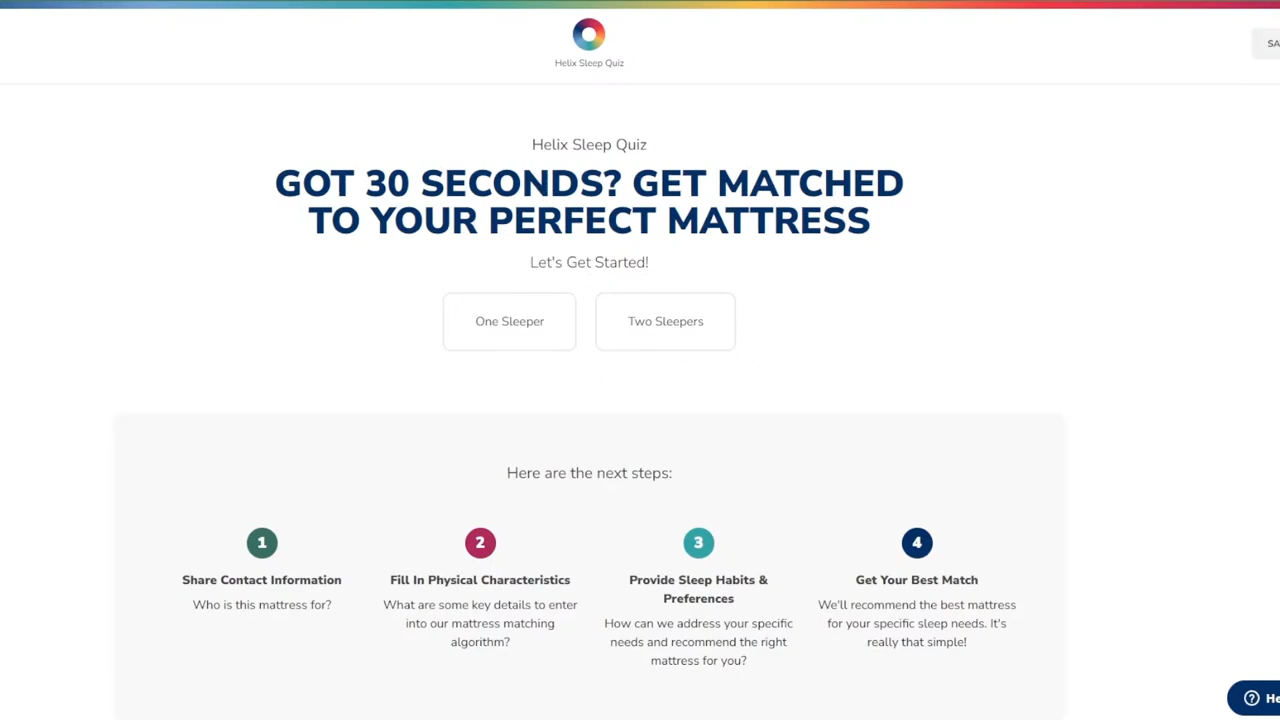 Helix Sleep Quiz
SA
Helix Sleep Quiz
GOT 30 SECONDS? GET MATCHED
TO YOUR PERFECT MATTRESS
Let's Get Started!
One Sleeper
Two Sleepers
Here are the next steps:
1
Share Contact Information
Who is this mattress for?
2
Fill In Physical Characteristics
What are some key details to enter
into our mattress matching
algorithm?
3
Provide Sleep Habits &
Preferences
How can we address your specific
needs and recommend the right
mattress for you?
4
Get Your Best Match
We'll recommend the best mattress
for your specific sleep needs. It's
really that simple!
? He